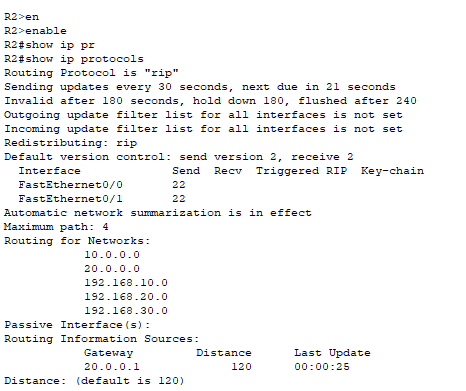 R2>en
R2>enable
R2#show ip pr
R2#show ip protocols
Routing Protocol is "rip"
Sending updates every 30 seconds, next due in 21 seconds
Invalid after 180 seconds, hold down 180, flushed after 240
Outgoing update filter list for all interfaces is not set
Incoming update filter list for all interfaces is not set
Redistributing: rip
Default version control: send version 2, receive 2
Interface Send Recv Triggered RIP Key-chain
FastEthernet0/0 22
FastEthernet0/1 22
Automatic network summarization is in effect
Maximum path: 4
Routing for Networks:
10.0.0.0
20.0.0.0
192.168.10.0
192.168.20.0
192.168.30.0
Passive Interface(s):
Routing Information Sources:
Gateway Distance Last Update
20.0.0.1 120 00:00:25
Distance: (default is 120)